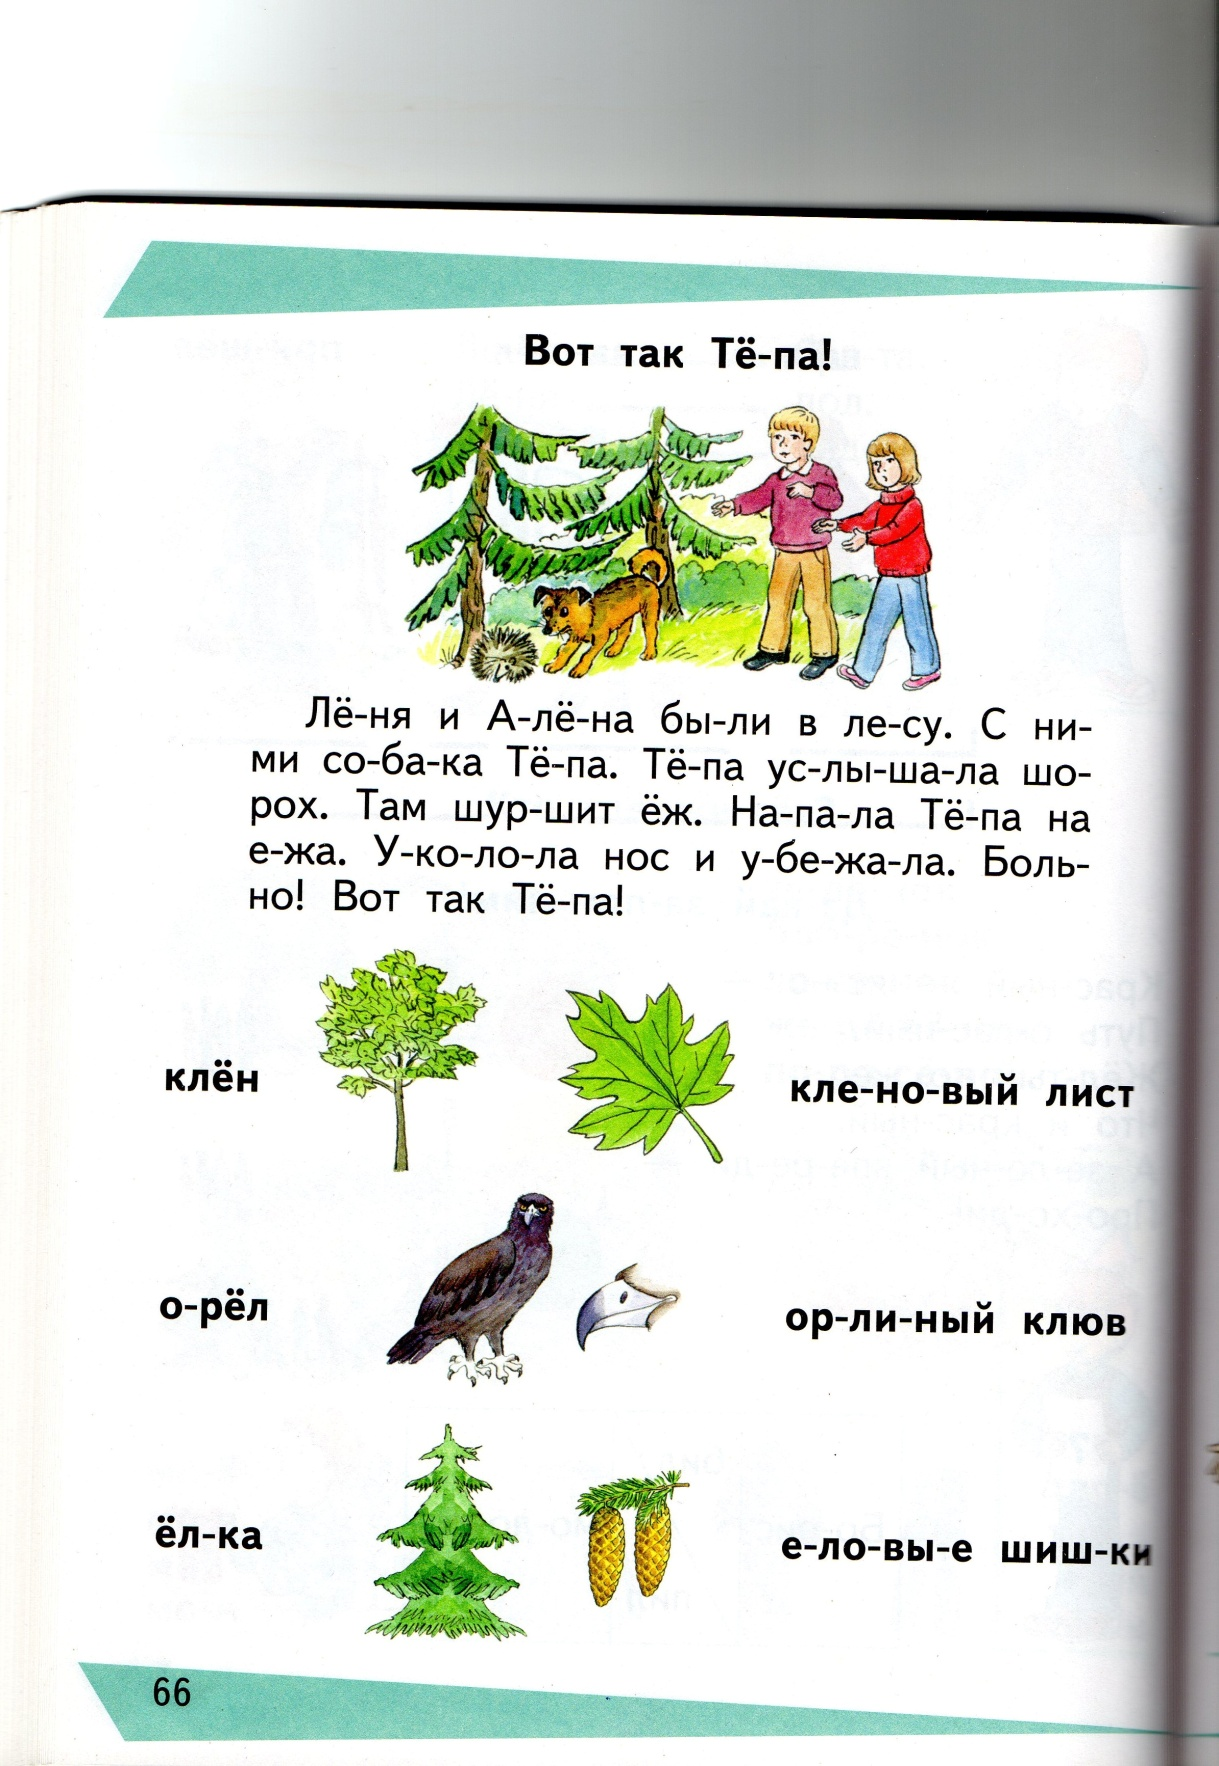 Вот так Тё-па!
Лё-ня и А-лё-на бы-ли в ле-су. С ни-
ми со-ба-ка Тё-па. Тё-па ус-лы-ша-ла шо-
рох. Там шур-шит ёж. На-па-ла Тё-па на
е-жа. У-ко-ло-ла нос и у-бе-жа-ла. Боль-
но! Вот так Тё-па!
клён
кле-но-вый лист
о-рёл
ор-ли-ный клюв
ёл-ка
е-ло-вы-е шиш-ки
66